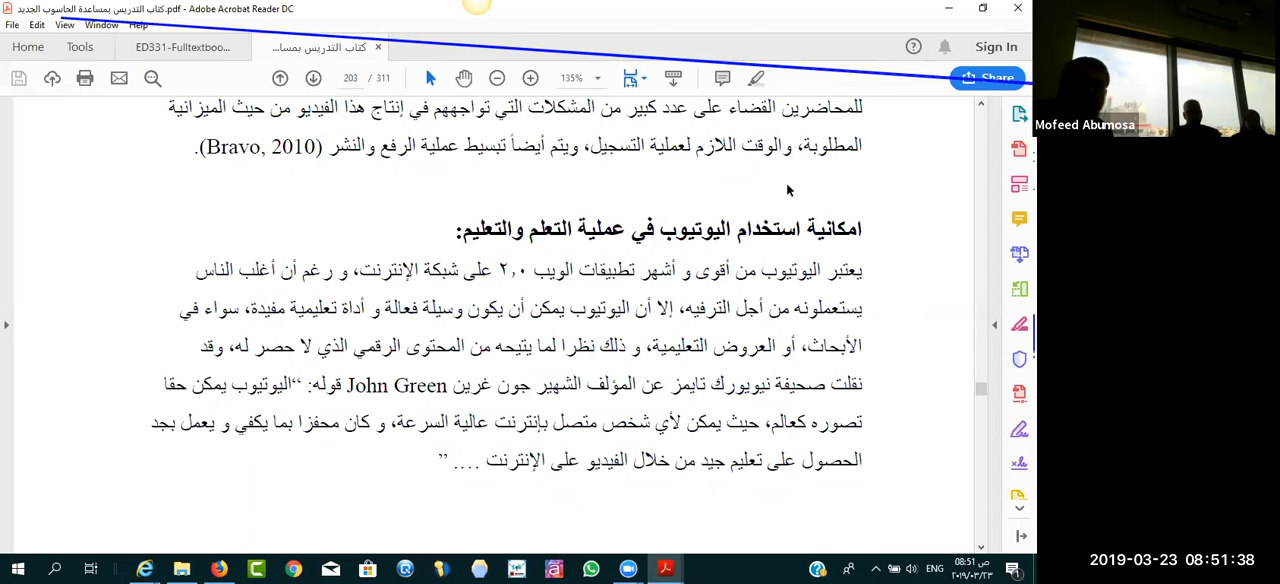 كتاب التدريس بمساعدة الحاسوب الجديد.pdf - Adobe Acrobat Reader DC
File Edit View Window Help
Home Tools ED331-Fulltextboo... كتاب التدريس بمسا... × Sign In
203 / 311 135% Share
للمحاضرين القضاء على عدد كبير من المشكلات التي تواجههم في إنتاج هذا الفيديو من حيث الميزانية
المطلوبة، والوقت اللازم لعملية التسجيل، ويتم أيضاً تبسيط عملية الرفع والنشر (Bravo, 2010).
امكانية استخدام اليوتيوب في عملية التعلم والتعليم:
يعتبر اليوتيوب من أقوى و أشهر تطبيقات الويب ٢,٠ على شبكة الإنترنت، و رغم أن أغلب الناس
يستعملونه من أجل الترفيه، إلا أن اليوتيوب يمكن أن يكون وسيلة فعالة و أداة تعليمية مفيدة، سواء في
الأبحاث، أو العروض التعليمية، و ذلك نظرا لما يتيحه من المحتوى الرقمي الذي لا حصر له، وقد
نقلت صحيفة نيويورك تايمز عن المؤلف الشهير جون غرين John Green قوله: “اليوتيوب يمكن حقا
تصوره كعالم، حيث يمكن لأي شخص متصل بإنترنت عالية السرعة، و كان محفزا بما يكفي و يعمل بجد
الحصول على تعليم جيد من خلال الفيديو على الإنترنت .... ”
Mofeed Abumosa
2019-03-23 08:51:38
ENG 08:51 ص
٢٠١٩/٠٣/٢٣